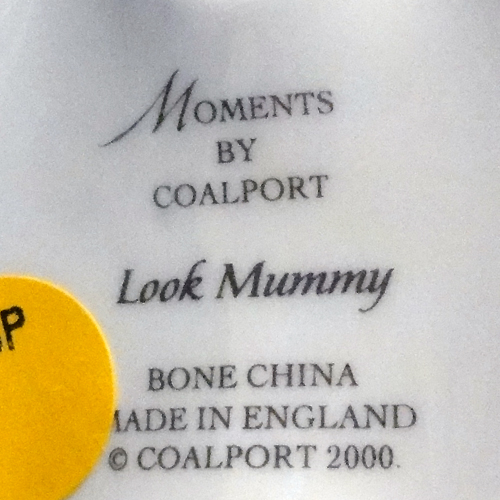 MOMENTS
BY
COALPORT
Look Mummy
BONE CHINA
MADE IN ENGLAND
© COALPORT 2000.